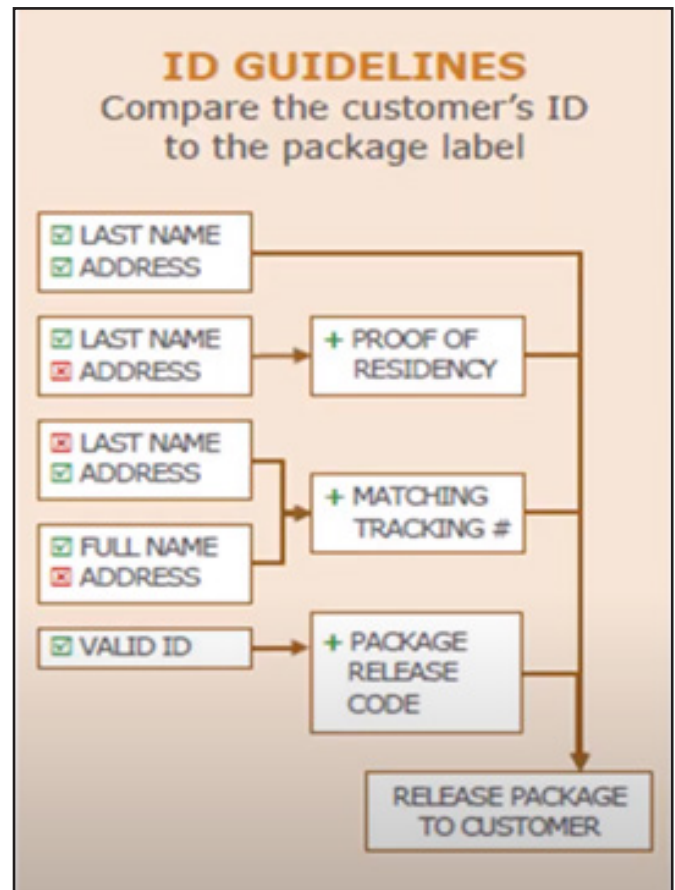 ID GUIDELINES
Compare the customer's ID
to the package label
☑ LAST NAME
☑ ADDRESS
☑ LAST NAME
☒ ADDRESS
+ PROOF OF
RESIDENCY
☒ LAST NAME
☑ ADDRESS
+ MATCHING
TRACKING #
☑ FULL NAME
☒ ADDRESS
☑ VALID ID
+ PACKAGE
RELEASE
CODE
RELEASE PACKAGE
TO CUSTOMER